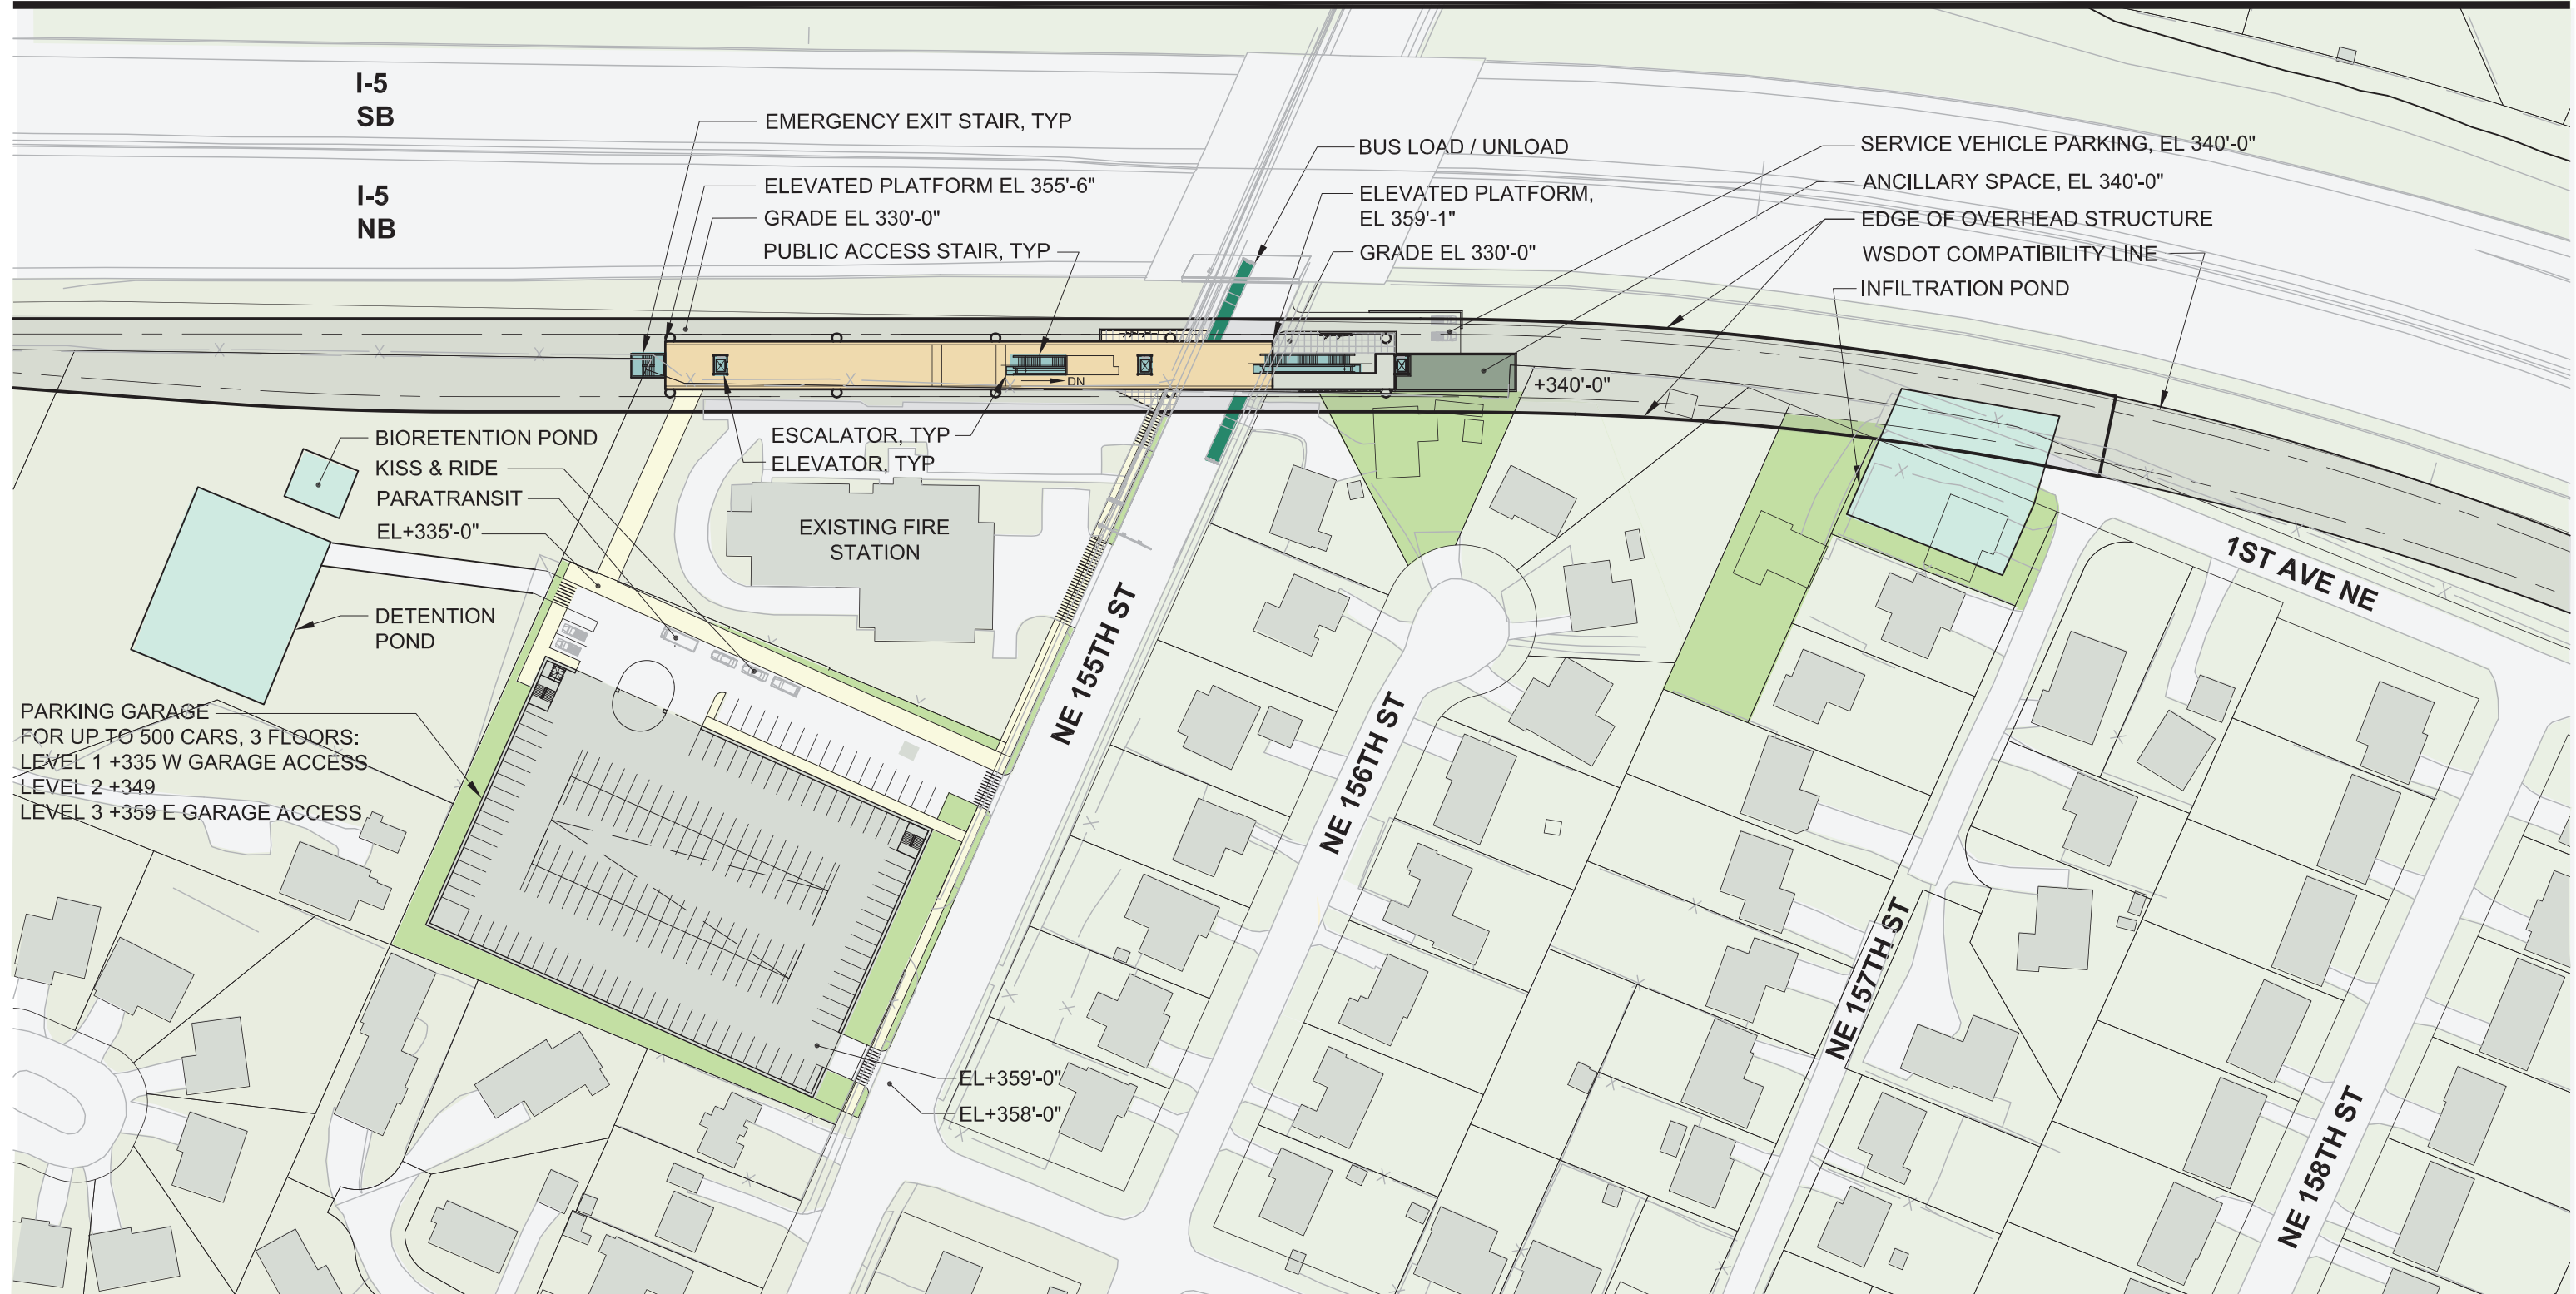 I-5
SB
I-5
NB
EMERGENCY EXIT STAIR, TYP
ELEVATED PLATFORM EL 355'-6"
GRADE EL 330'-0"
PUBLIC ACCESS STAIR, TYP
BUS LOAD / UNLOAD
ELEVATED PLATFORM,
EL 359'-1"
GRADE EL 330'-0"
SERVICE VEHICLE PARKING, EL 340'-0"
ANCILLARY SPACE, EL 340'-0"
EDGE OF OVERHEAD STRUCTURE
WSDOT COMPATIBILITY LINE
INFILTRATION POND
DN
+340'-0"
ESCALATOR, TYP
ELEVATOR, TYP
BIORETENTION POND
KISS & RIDE
PARATRANSIT
EL+335'-0"
EXISTING FIRE
STATION
DETENTION
POND
PARKING GARAGE
FOR UP TO 500 CARS, 3 FLOORS:
LEVEL 1 +335 W GARAGE ACCESS
LEVEL 2 +349
LEVEL 3 +359 E GARAGE ACCESS
NE 155TH ST
NE 156TH ST
NE 157TH ST
NE 158TH ST
1ST AVE NE
EL+359'-0"
EL+358'-0"